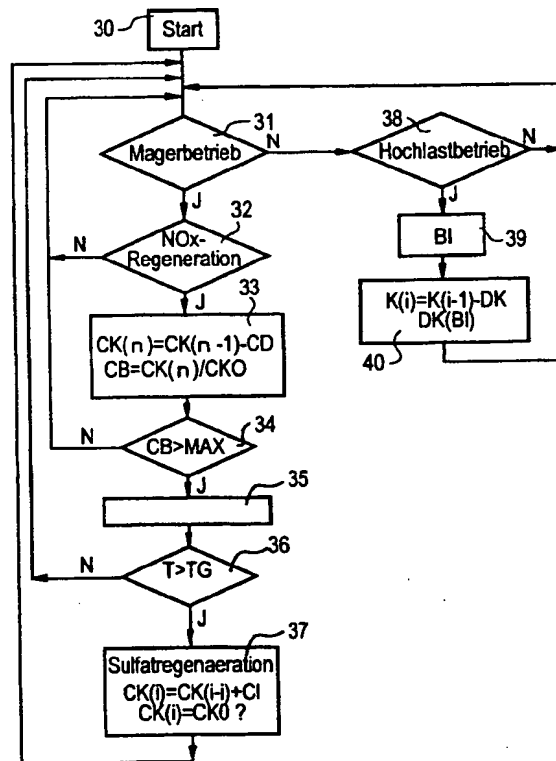 30
Start
31
Magerbetrieb
N
J
38
Hochlastbetrieb
N
J
32
NOx-
Regeneration
N
J
BI
39
33
CK(n)=CK(n-1)-CD
CB=CK(n)/CKO
K(i)=K(i-1)-DK
DK(BI)
40
34
CB>MAX
N
J
35
36
T>TG
N
J
37
Sulfatregenaeration
CK(i)=CK(i-i)+CI
CK(i)=CK0 ?